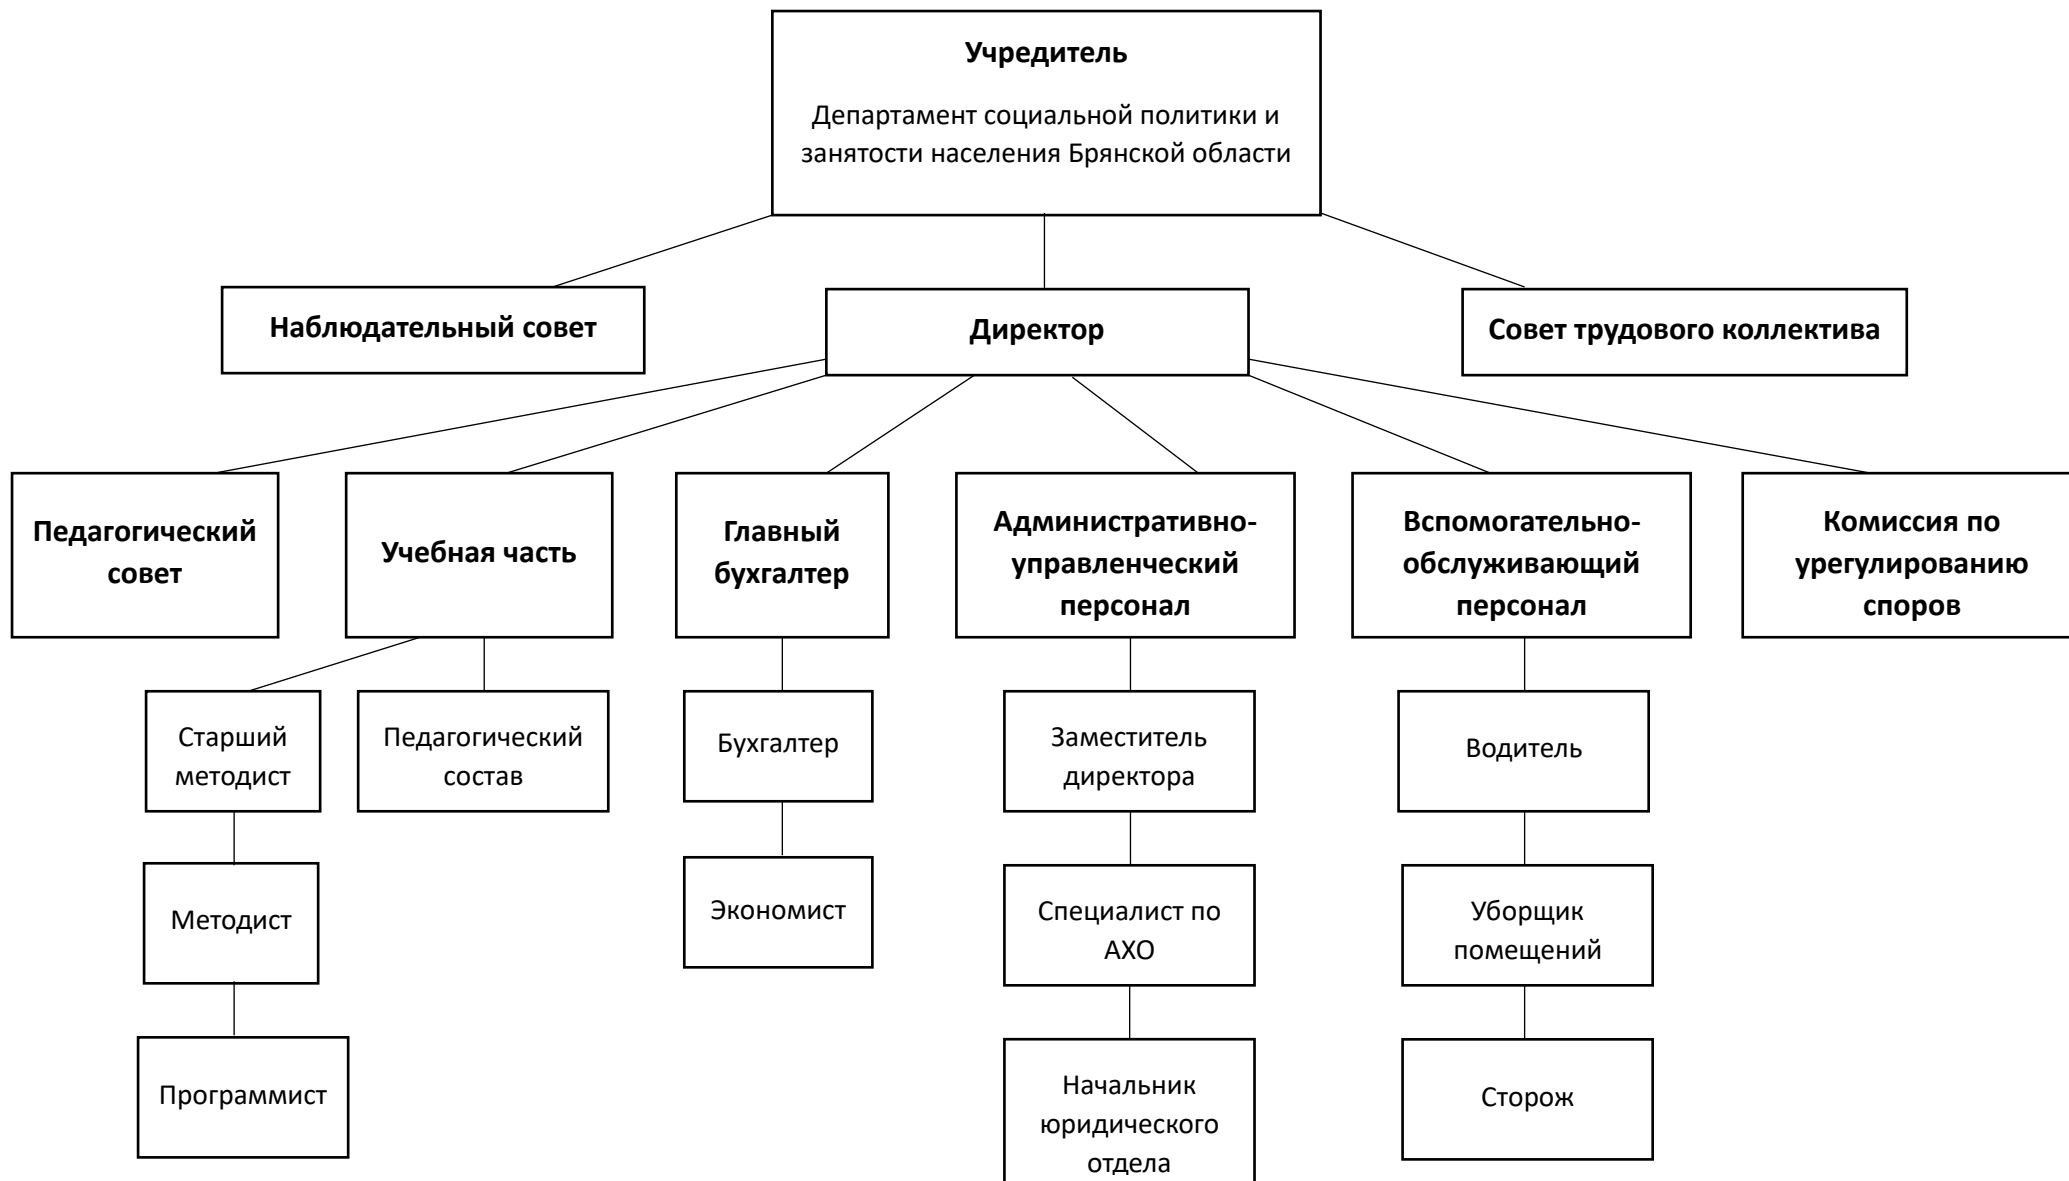 Учредитель
Департамент социальной политики и
занятости населения Брянской области
Наблюдательный совет
Директор
Совет трудового коллектива
Педагогический
совет
Учебная часть
Главный
бухгалтер
Административно-
управленческий
персонал
Вспомогательно-
обслуживающий
персонал
Комиссия по
урегулированию
споров
Старший
методист
Педагогический
состав
Бухгалтер
Заместитель
директора
Водитель
Методист
Экономист
Специалист по
АХО
Уборщик
помещений
Программист
Начальник
юридического
отдела
Сторож